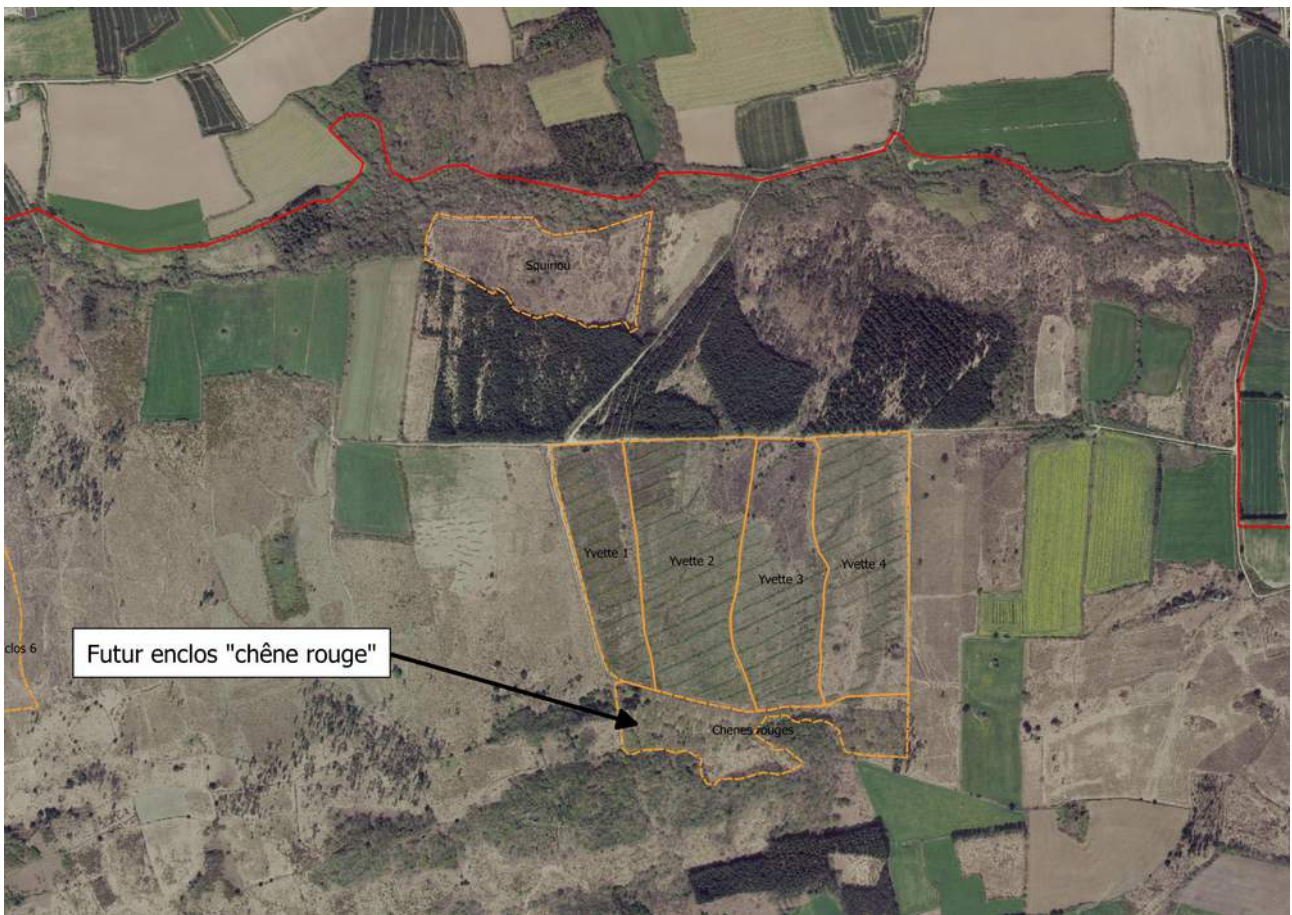 Squiriou
Yvette 1
Yvette 2
Yvette 3
Yvette 4
clos 6
Futur enclos "chêne rouge"
Chenes rouges